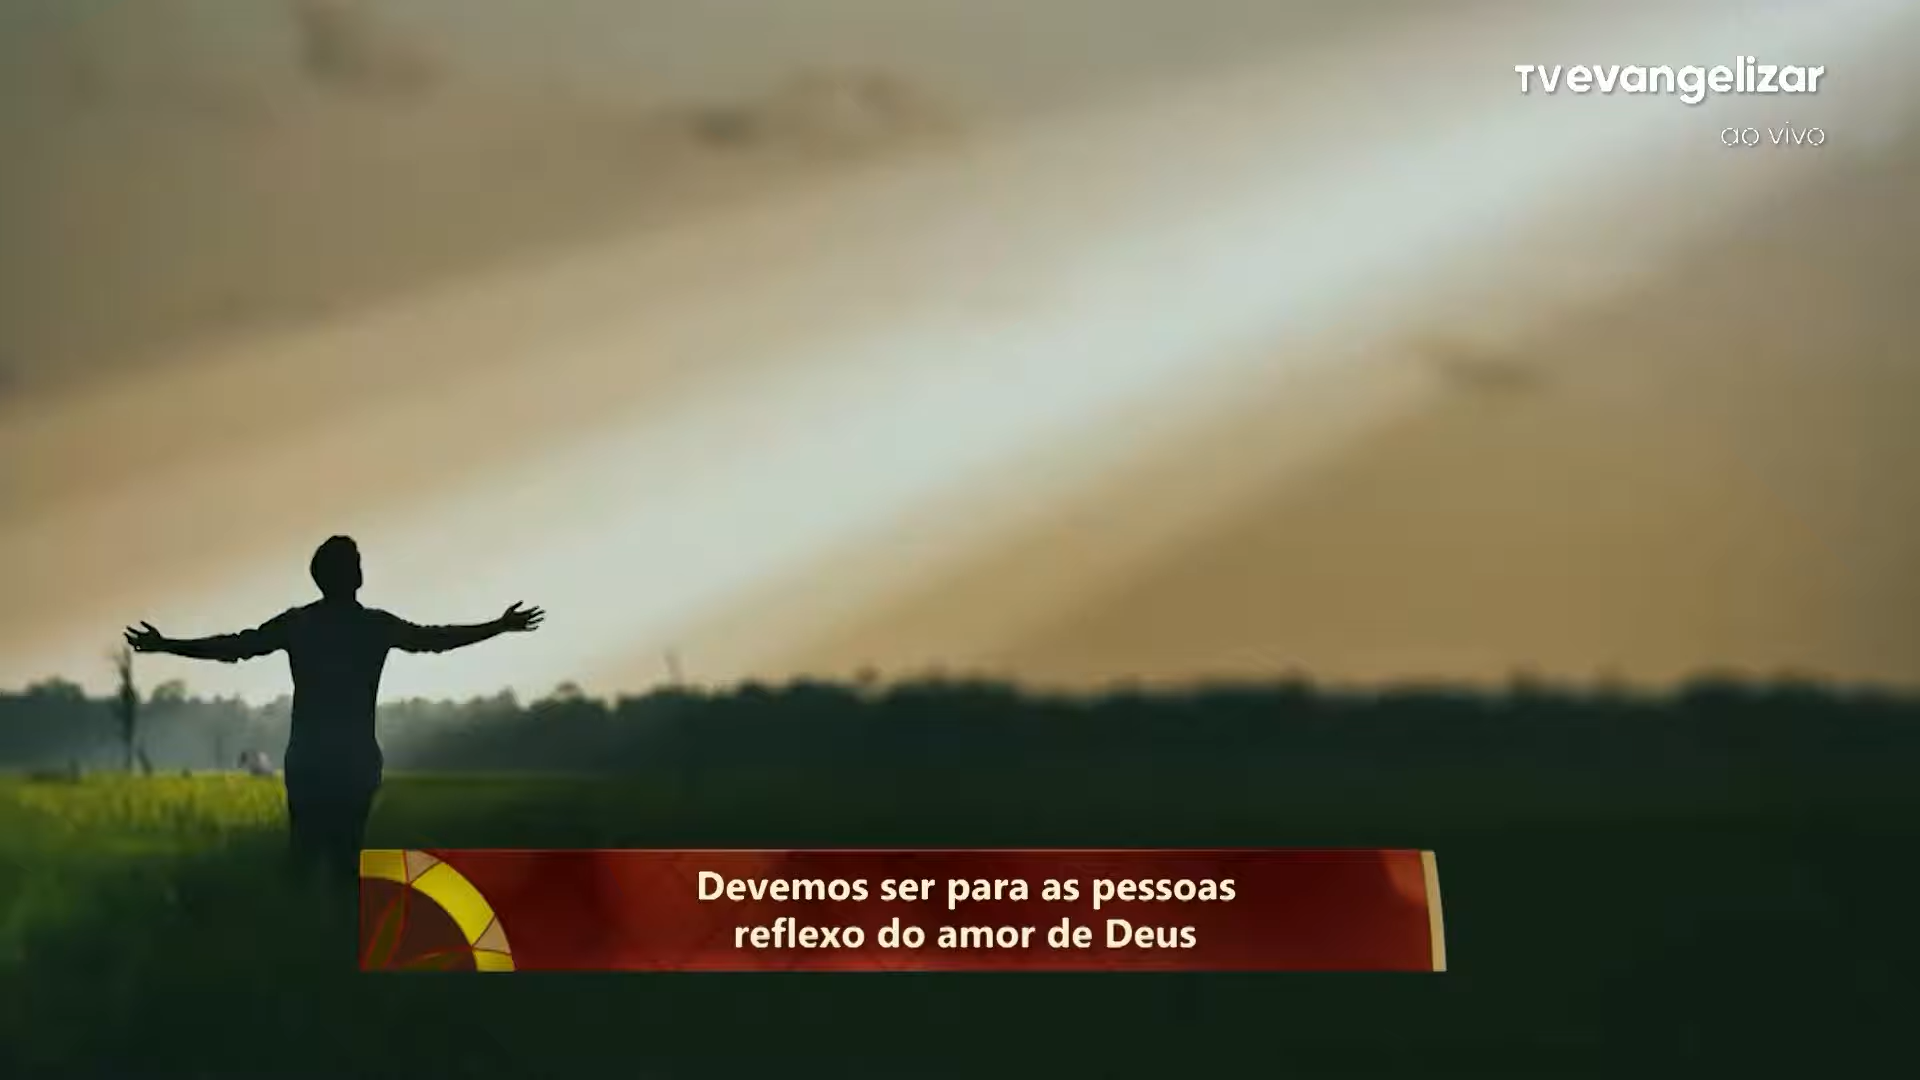 TVevangelizar
ao vivo
Devemos ser para as pessoas
reflexo do amor de Deus